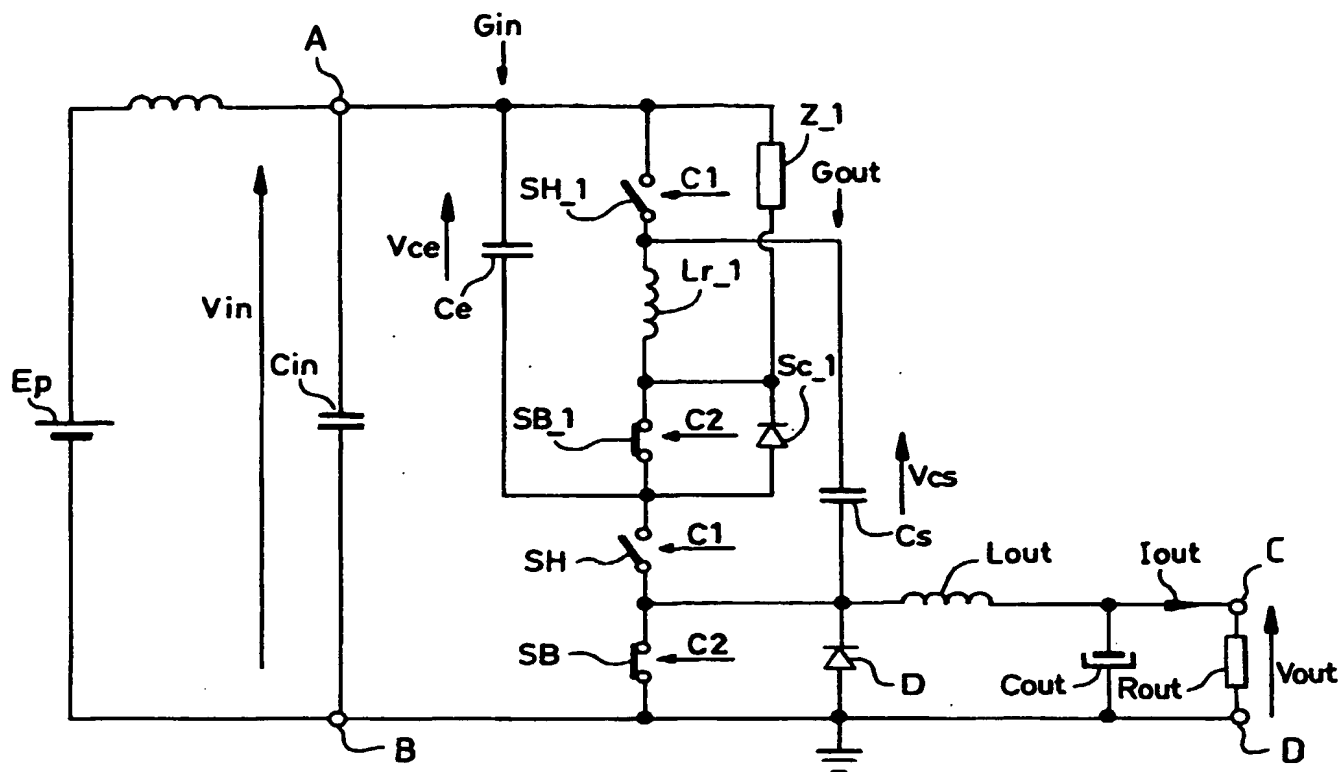 Gin
A
Z_1
SH_1
C1
Gout
Vce
Ce
Lr_1
Vin
Cin
Sc_1
Ep
SB_1
C2
Vcs
Cs
SH
C1
Lout
Iout
C
SB
C2
D
Cout
Rout
Vout
B
D